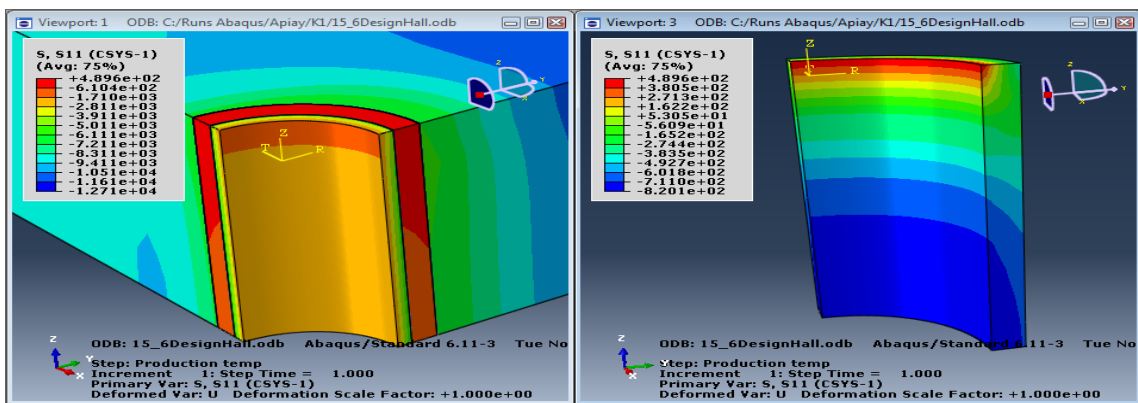 Viewport: 1 ODB: C:/Runs Abaqus/Apiay/K1/15_6DesignHall.odb
S, S11 (CSYS-1)
(Avg: 75%)
+4.896e+02
-6.104e+02
-1.710e+03
-2.811e+03
-3.911e+03
-5.011e+03
-6.111e+03
-7.211e+03
-8.311e+03
-9.411e+03
-1.051e+04
-1.161e+04
-1.271e+04
Z
Y
X
Z
T
R
ODB: 15_6DesignHall.odb Abaqus/Standard 6.11-3 Tue No
Z
Y
X
Step: Production temp
Increment 1: Step Time = 1.000
Primary Var: S, S11 (CSYS-1)
Deformed Var: U Deformation Scale Factor: +1.000e+00
Viewport: 3 ODB: C:/Runs Abaqus/Apiay/K1/15_6DesignHall.odb
S, S11 (CSYS-1)
(Avg: 75%)
+4.896e+02
+3.805e+02
+2.713e+02
+1.622e+02
+5.305e+01
-5.609e+01
-1.652e+02
-2.744e+02
-3.835e+02
-4.927e+02
-6.018e+02
-7.110e+02
-8.201e+02
Z
T
R
Z
Y
X
ODB: 15_6DesignHall.odb Abaqus/Standard 6.11-3 Tue No
Z
X
Step: Production temp
Increment 1: Step Time = 1.000
Primary Var: S, S11 (CSYS-1)
Deformed Var: U Deformation Scale Factor: +1.000e+00